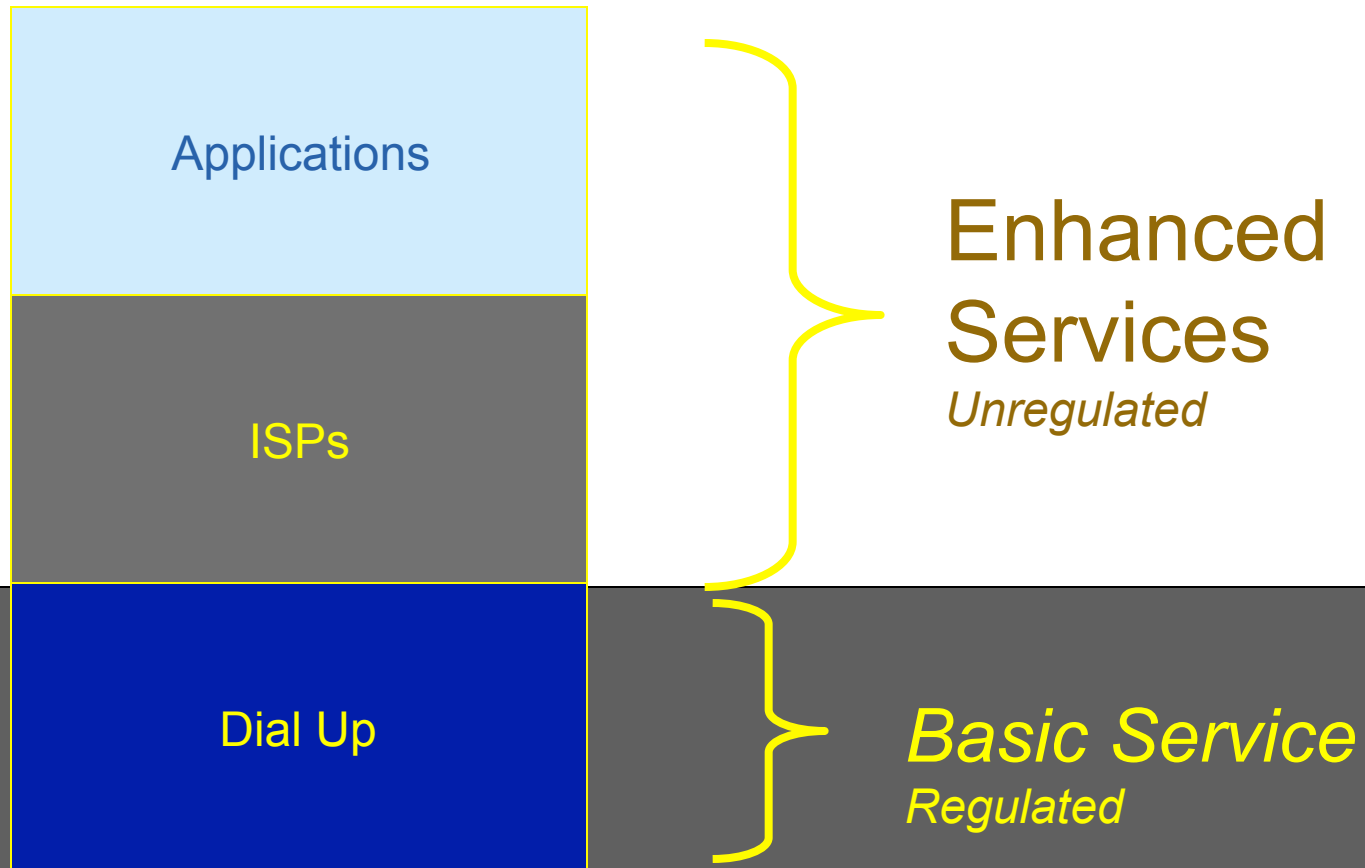 Applications
ISPs
Dial Up
Enhanced
Services
Unregulated
Basic Service
Regulated